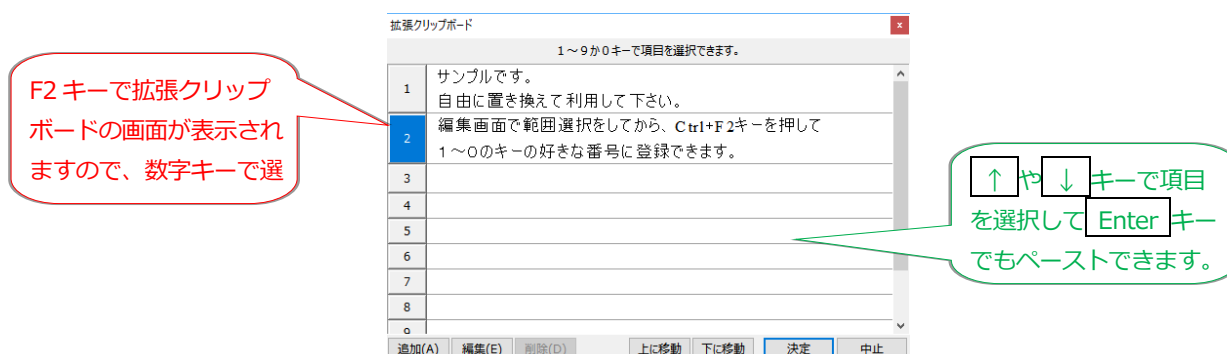 拡張クリップボード
x
1～9か0キーで項目を選択できます。
F2 キーで拡張クリップ
ボードの画面が表示され
ますので、数字キーで選
1
サンプルです。
自由に置き換えて利用して下さい。
2
編集画面で範囲選択をしてから、Ctrl+F2キーを押して
1～0のキーの好きな番号に登録できます。
3
4
5
6
7
8
9
↑ や ↓ キーで項目
を選択して Enter キー
でもペーストできます。
追加(A) 編集(E) 削除(D) 上に移動 下に移動 決定 中止